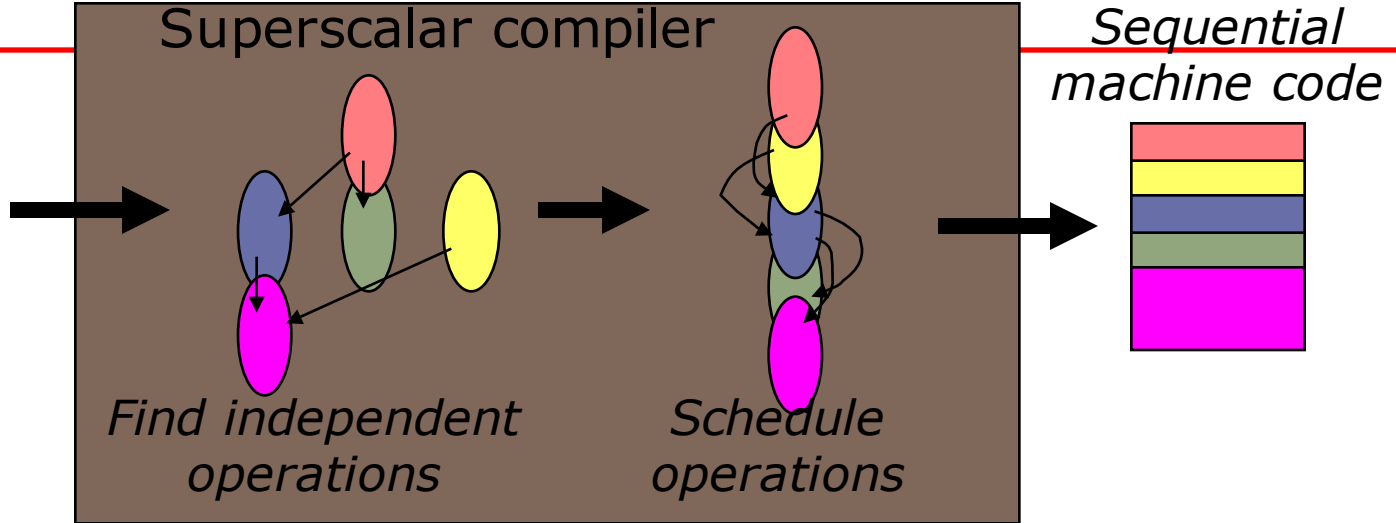 Superscalar compiler
Find independent
operations
Schedule
operations
Sequential
machine code